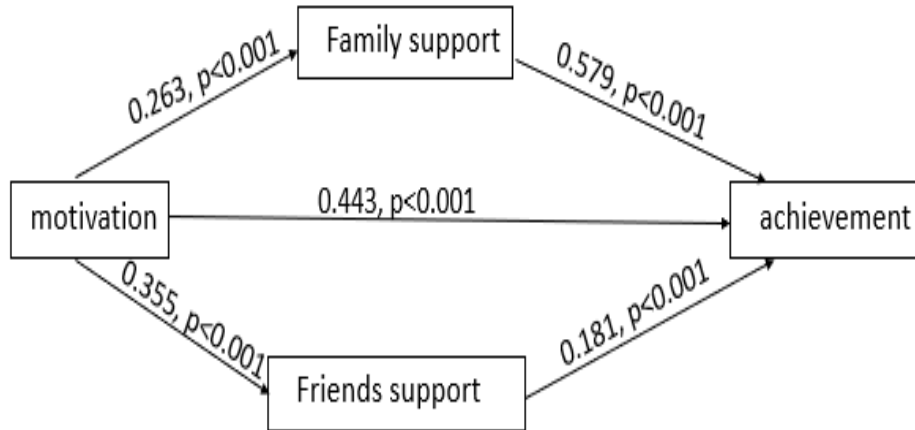 Family support
0.263, p<0.001
0.579, p<0.001
motivation
0.443, p<0.001
achievement
0.355, p<0.001
0.181, p<0.001
Friends support